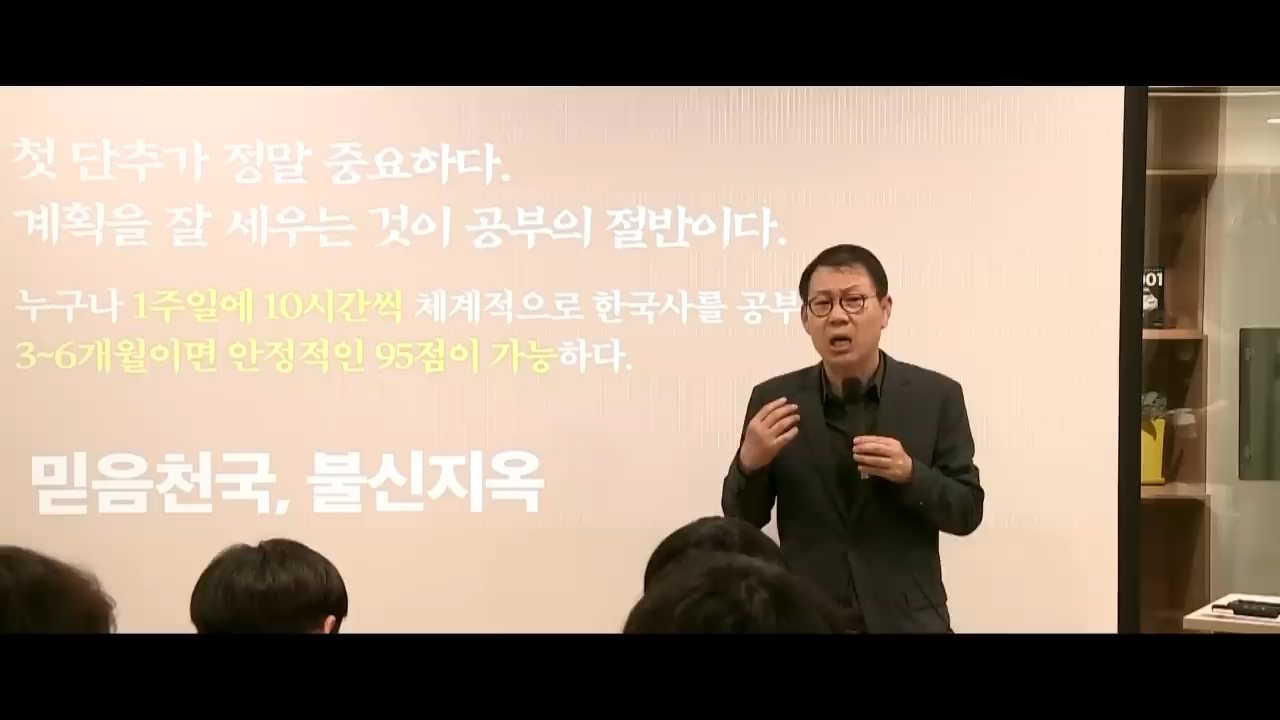 첫 단추가 정말 중요하다.
계획을 잘 세우는 것이 공부의 절반이다.
누구나 1주일에 10시간씩 체계적으로 한국사를 공부
3~6개월이면 안정적인 95점이 가능하다.
믿음천국, 불신지옥